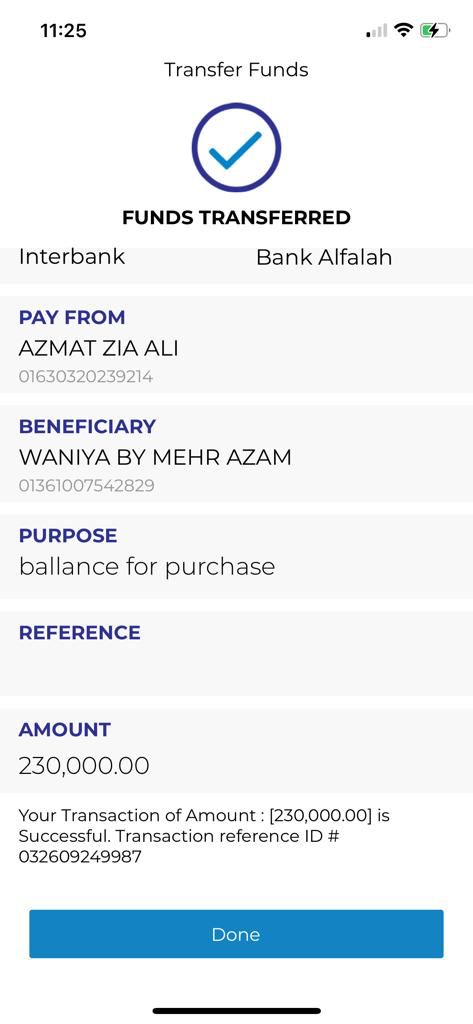 11:25
Transfer Funds
FUNDS TRANSFERRED
Interbank Bank Alfalah
PAY FROM
AZMAT ZIA ALI
01630320239214
BENEFICIARY
WANIYA BY MEHR AZAM
01361007542829
PURPOSE
ballance for purchase
REFERENCE
AMOUNT
230,000.00
Your Transaction of Amount : [230,000.00] is
Successful. Transaction reference ID #
032609249987
Done